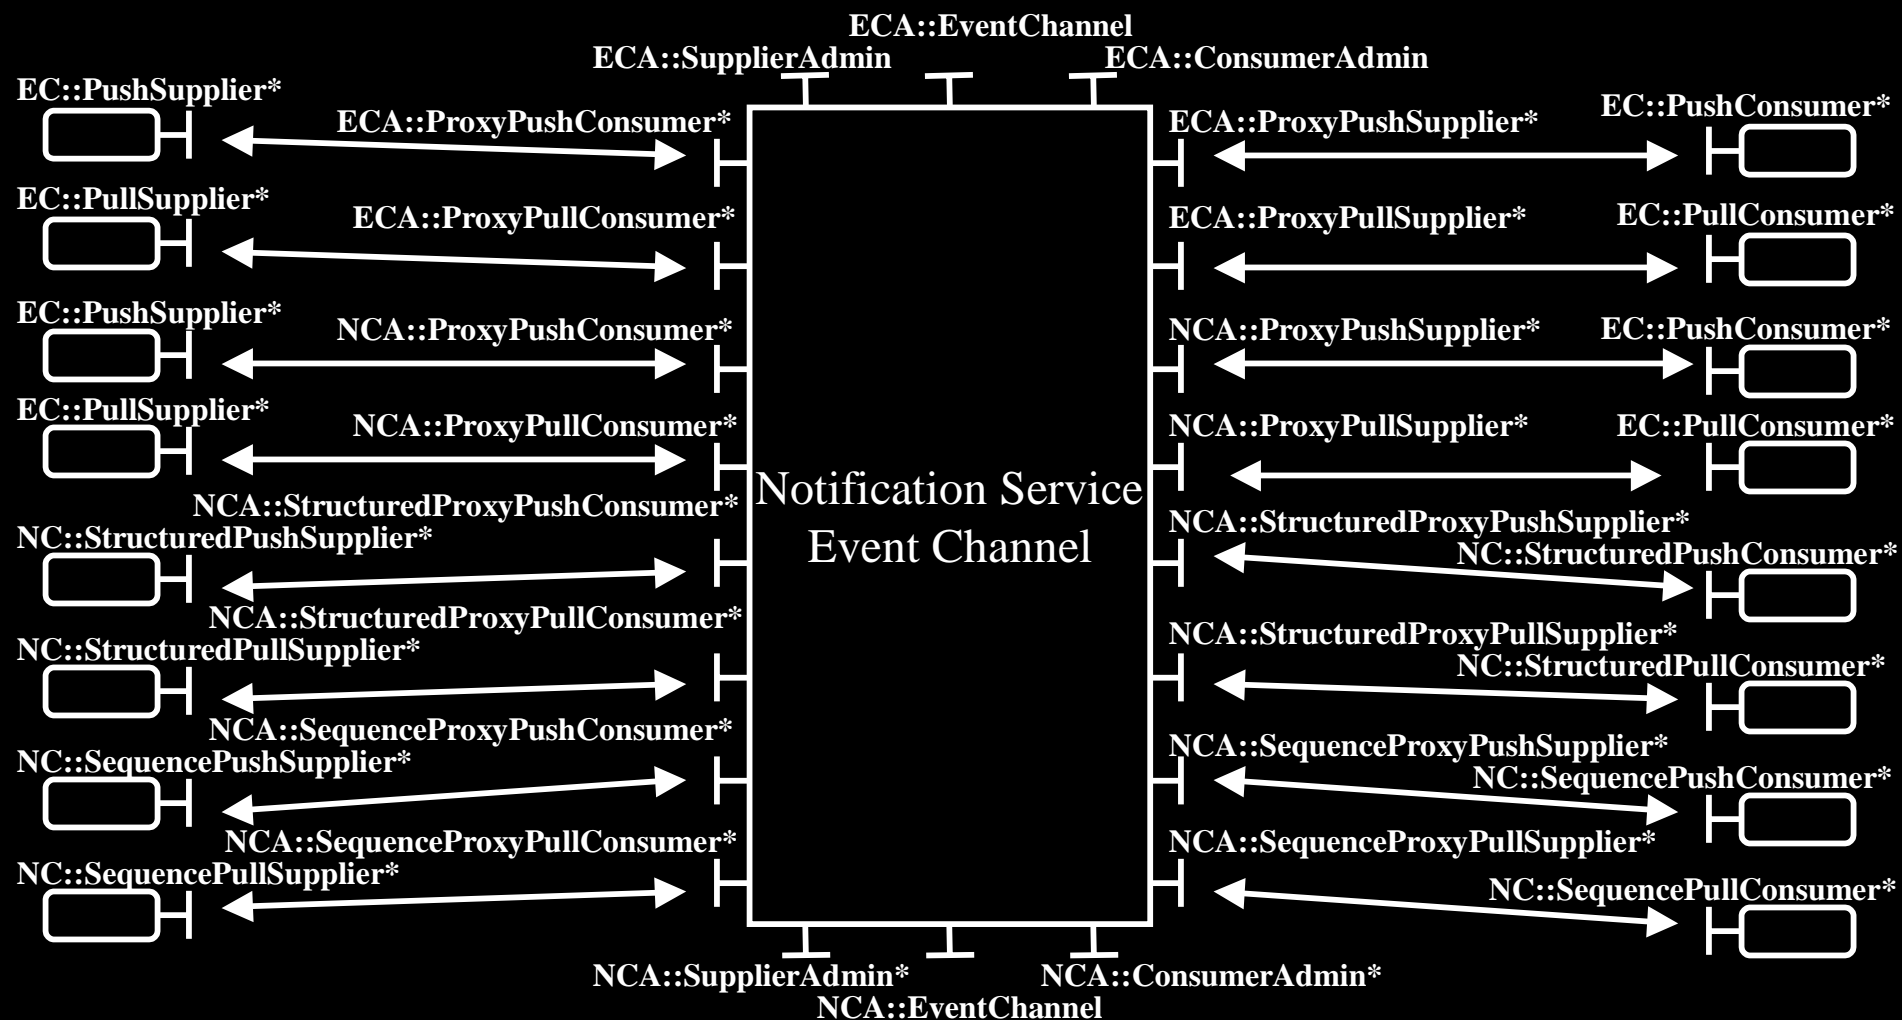 ECA::EventChannel
ECA::SupplierAdmin
ECA::ConsumerAdmin
EC::PushSupplier*
ECA::ProxyPushConsumer*
ECA::ProxyPushSupplier*
EC::PushConsumer*
EC::PullSupplier*
ECA::ProxyPullConsumer*
ECA::ProxyPullSupplier*
EC::PullConsumer*
EC::PushSupplier*
NCA::ProxyPushConsumer*
NCA::ProxyPushSupplier*
EC::PushConsumer*
EC::PullSupplier*
NCA::ProxyPullConsumer*
NCA::ProxyPullSupplier*
EC::PullConsumer*
Notification Service
Event Channel
NCA::StructuredProxyPushConsumer*
NC::StructuredPushSupplier*
NCA::StructuredProxyPushSupplier*
NC::StructuredPushConsumer*
NCA::StructuredProxyPullConsumer*
NC::StructuredPullSupplier*
NCA::StructuredProxyPullSupplier*
NC::StructuredPullConsumer*
NCA::SequenceProxyPushConsumer*
NC::SequencePushSupplier*
NCA::SequenceProxyPushSupplier*
NC::SequencePushConsumer*
NCA::SequenceProxyPullConsumer*
NC::SequencePullSupplier*
NCA::SequenceProxyPullSupplier*
NC::SequencePullConsumer*
NCA::SupplierAdmin*
NCA::ConsumerAdmin*
NCA::EventChannel